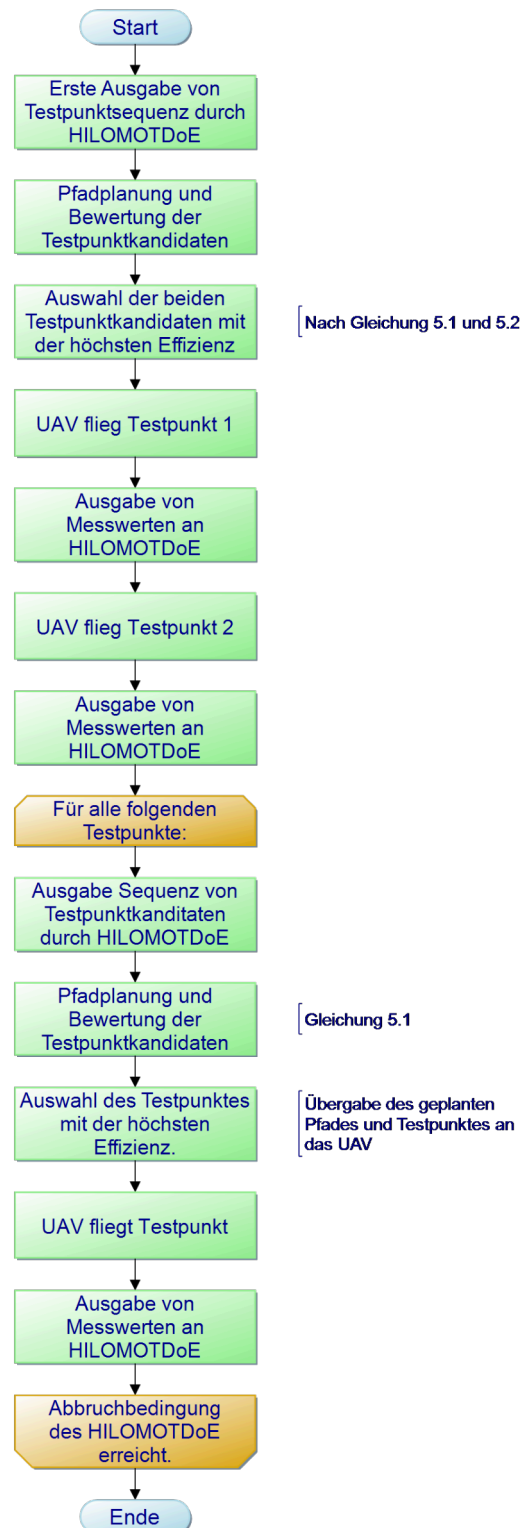 Start
Erste Ausgabe von
Testpunktsequenz durch
HILOMOTDoE
Pfadplanung und
Bewertung der
Testpunktkandidaten
Auswahl der beiden
Testpunktkandidaten mit
der höchsten Effizienz
Nach Gleichung 5.1 und 5.2
UAV flieg Testpunkt 1
Ausgabe von
Messwerten an
HILOMOTDoE
UAV flieg Testpunkt 2
Ausgabe von
Messwerten an
HILOMOTDoE
Für alle folgenden
Testpunkte:
Ausgabe Sequenz von
Testpunktkanditaten
durch HILOMOTDoE
Pfadplanung und
Bewertung der
Testpunktkandidaten
Gleichung 5.1
Auswahl des Testpunktes
mit der höchsten
Effizienz.
Übergabe des geplanten
Pfades und Testpunktes an
das UAV
UAV fliegt Testpunkt
Ausgabe von
Messwerten an
HILOMOTDoE
Abbruchbedingung
des HILOMOTDoE
erreicht.
Ende